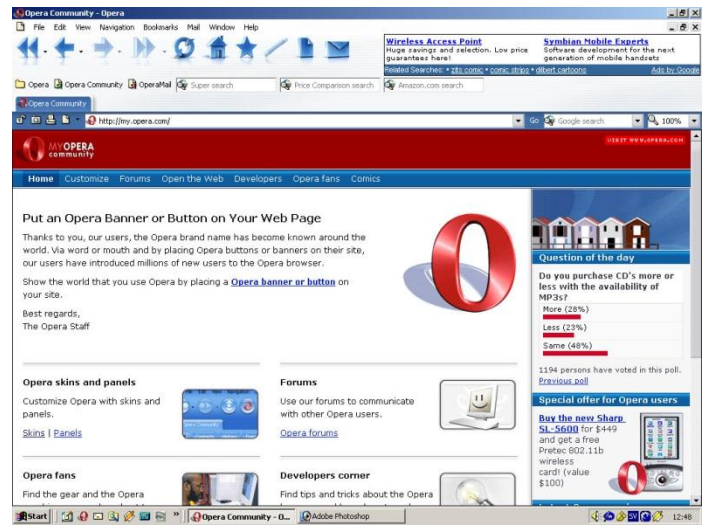 Opera Community - Opera
File Edit View Navigation Bookmarks Mail Window Help
Wireless Access Point
Huge savings and selection. Low price guarantees here!
Symbian Mobile Experts
Software development for the next generation of mobile handsets
Related Searches: • zits comic • comic strips • dilbert cartoons
Ads by Google
Opera Opera Community OperaMail Super search Price Comparison search Amazon.com search
Opera Community
http://my.opera.com/ Go Google search 100%
MYOPERA
community
VISIT WWW.OPERA.COM
Home Customize Forums Open the Web Developers Opera fans Comics
Put an Opera Banner or Button on Your Web Page
Thanks to you, our users, the Opera brand name has become known around the
world. Via word or mouth and by placing Opera buttons or banners on their site,
our users have introduced millions of new users to the Opera browser.
Show the world that you use Opera by placing a Opera banner or button on
your site.
Best regards,
The Opera Staff
Question of the day
Do you purchase CD's more or
less with the availability of
MP3s?
More (28%)
Less (23%)
Same (48%)
1194 persons have voted in this poll.
Previous poll
Opera skins and panels
Customize Opera with skins and
panels.
Skins | Panels
Forums
Use our forums to communicate
with other Opera users.
Opera forums
Special offer for Opera users
Buy the new Sharp
SL-5600 for $449
and get a free
Pretec 802.11b
wireless
card! (value
$100)
Opera fans
Find the gear and the Opera
Developers corner
Find tips and tricks about the Opera
Start Opera Community - O... Adobe Photoshop SV 12:48